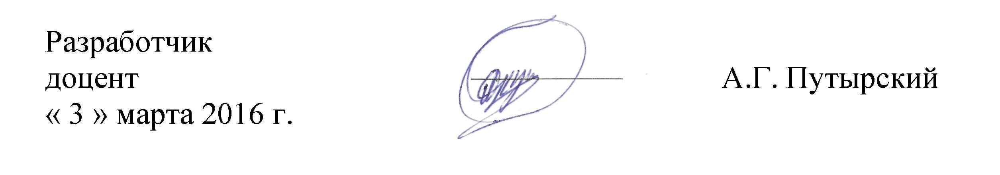 Разработчик
доцент А.Г. Путырский
« 3 » марта 2016 г.